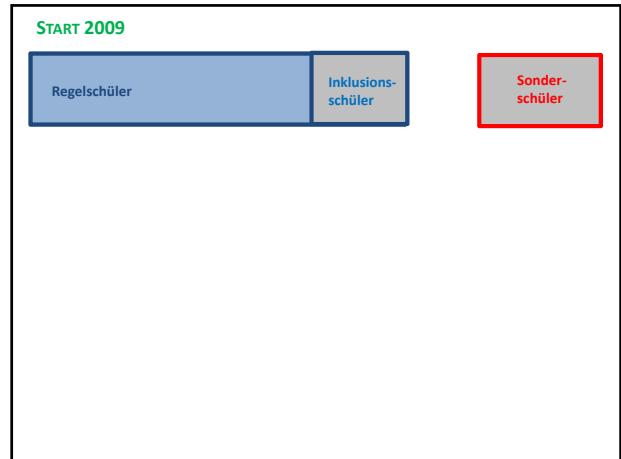 START 2009
Regelschüler
Inklusions-
schüler
Sonder-
schüler